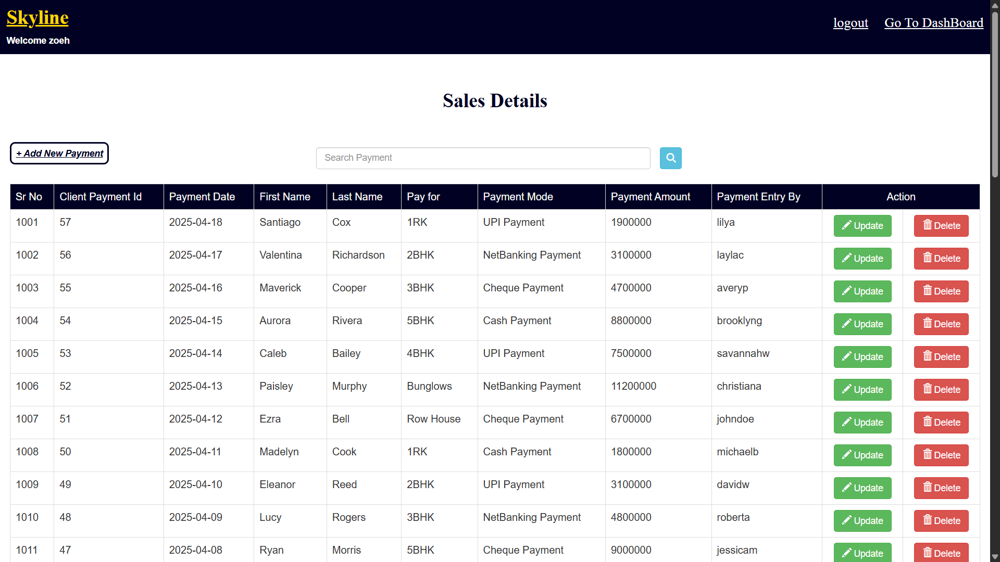 Skyline
Welcome zoeh
logout Go To DashBoard
Sales Details
+ Add New Payment
Search Payment
Sr No Client Payment Id Payment Date First Name Last Name Pay for Payment Mode Payment Amount Payment Entry By Action
1001 57 2025-04-18 Santiago Cox 1RK UPI Payment 1900000 lilya Update Delete
1002 56 2025-04-17 Valentina Richardson 2BHK NetBanking Payment 3100000 laylac Update Delete
1003 55 2025-04-16 Maverick Cooper 3BHK Cheque Payment 4700000 averyp Update Delete
1004 54 2025-04-15 Aurora Rivera 5BHK Cash Payment 8800000 brooklyng Update Delete
1005 53 2025-04-14 Caleb Bailey 4BHK UPI Payment 7500000 savannahw Update Delete
1006 52 2025-04-13 Paisley Murphy Bunglows NetBanking Payment 11200000 christiana Update Delete
1007 51 2025-04-12 Ezra Bell Row House Cheque Payment 6700000 johndoe Update Delete
1008 50 2025-04-11 Madelyn Cook 1RK Cash Payment 1800000 michaelb Update Delete
1009 49 2025-04-10 Eleanor Reed 2BHK UPI Payment 3100000 davidw Update Delete
1010 48 2025-04-09 Lucy Rogers 3BHK NetBanking Payment 4800000 roberta Update Delete
1011 47 2025-04-08 Ryan Morris 5BHK Cheque Payment 9000000 jessicam Update Delete